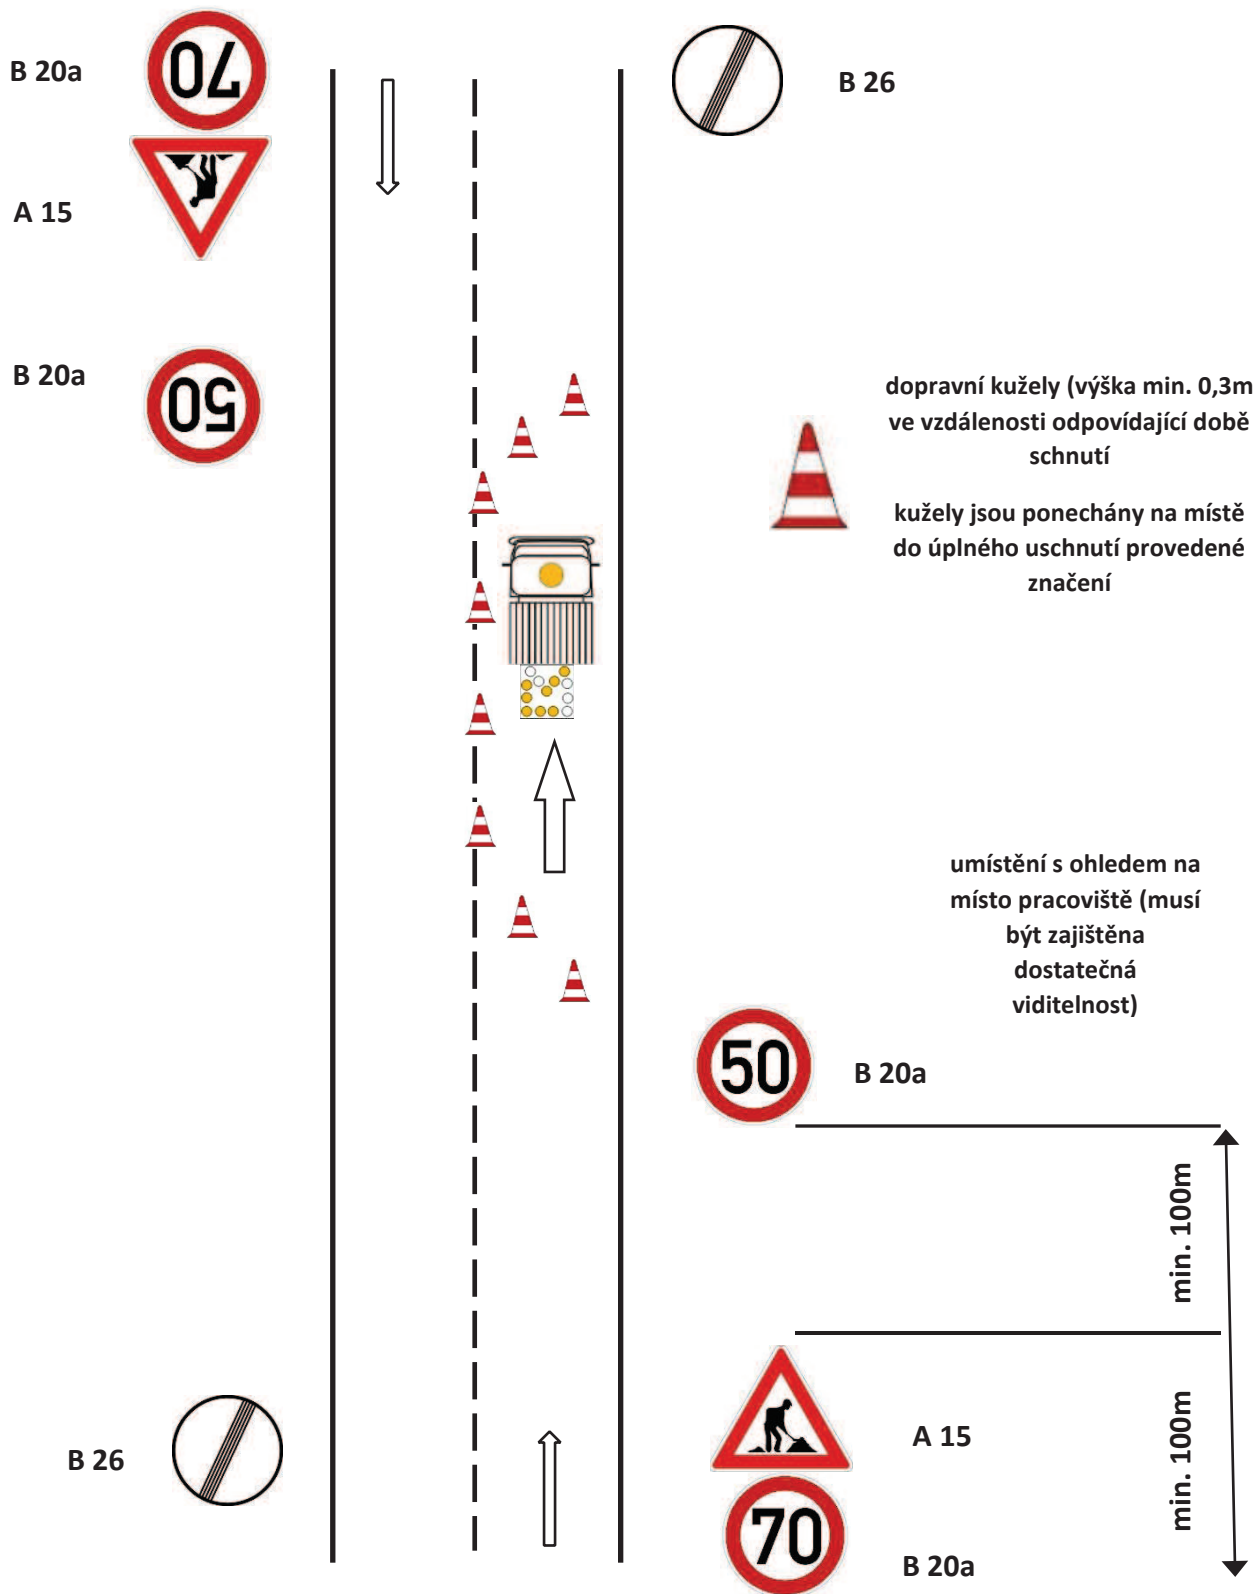 B 20a
70
B 26
A 15
B 20a
50
dopravní kužely (výška min. 0,3m
ve vzdálenosti odpovídající době
schnutí
kužely jsou ponechány na místě
do úplného uschnutí provedené
značení
umístění s ohledem na
místo pracoviště (musí
být zajištěna
dostatečná
viditelnost)
50
B 20a
min. 100m
A 15
min. 100m
B 26
70
B 20a